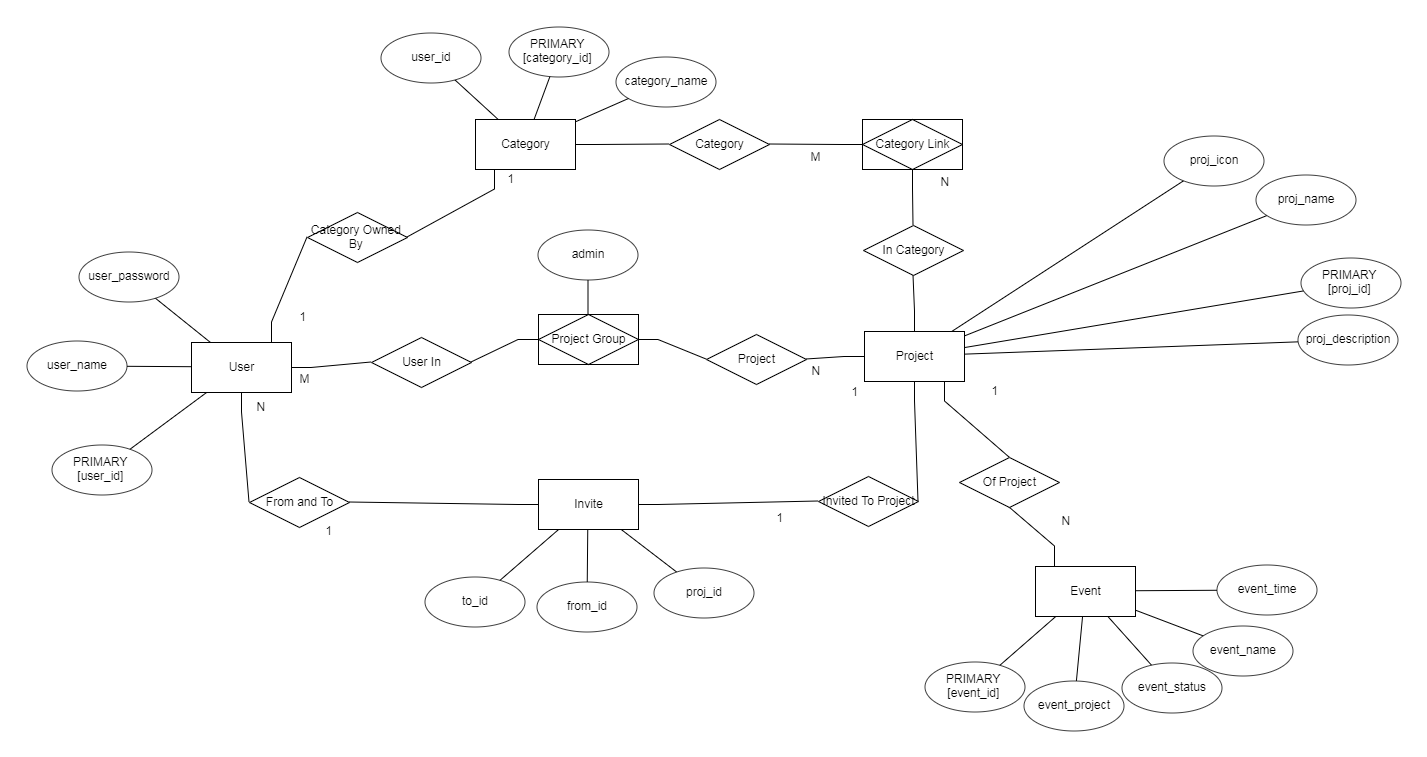 PRIMARY
[category_id]
user_id
category_name
Category
Category
Category Link
M
1
N
proj_icon
proj_name
Category Owned
By
In Category
admin
user_password
PRIMARY
[proj_id]
1
Project Group
proj_description
user_name
User
User In
Project
Project
M
N
1
1
N
PRIMARY
[user_id]
Of Project
From and To
Invite
Invited To Project
1
1
N
to_id
from_id
proj_id
Event
event_time
event_name
PRIMARY
[event_id]
event_status
event_project